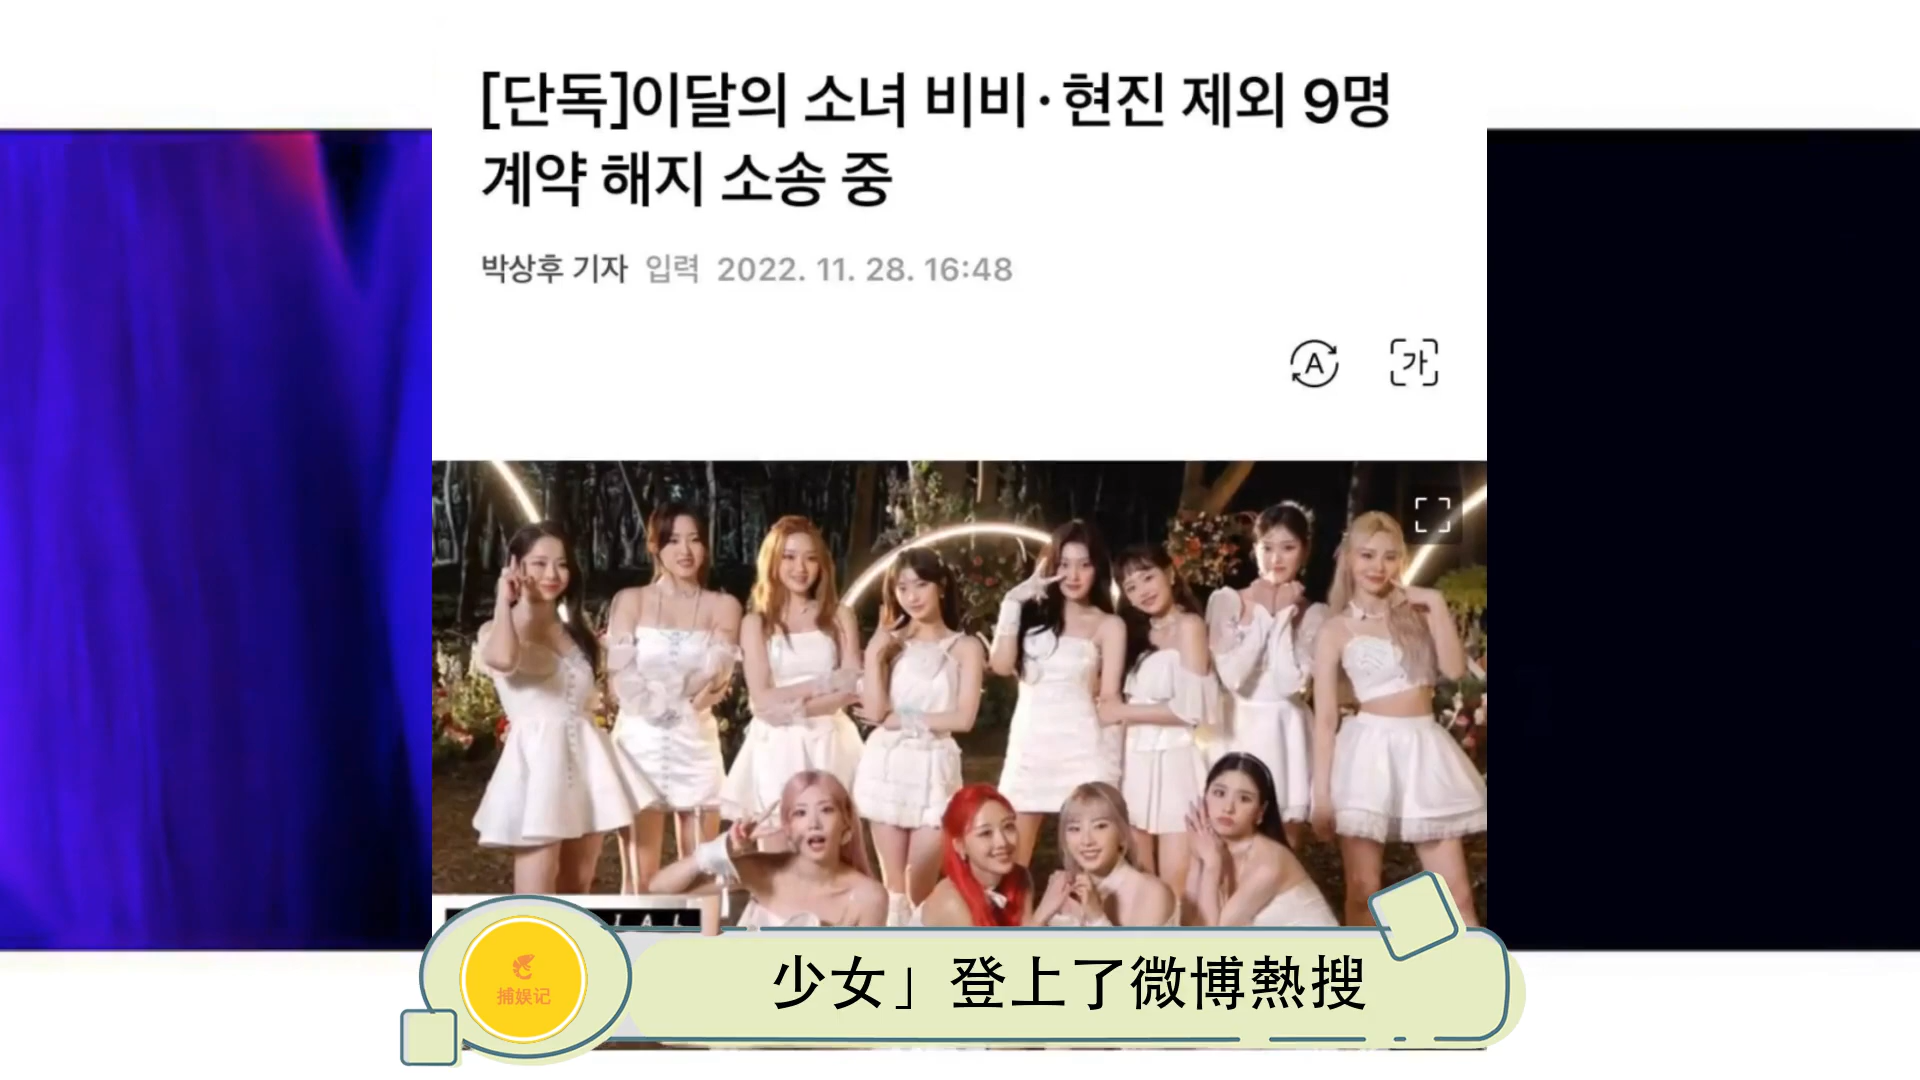 [단독]이달의 소녀 비비·현진 제외 9명
계약 해지 소송 중
박상후 기자 입력 2022. 11. 28. 16:48
A
가
捕娱记
少女」登上了微博熱搜